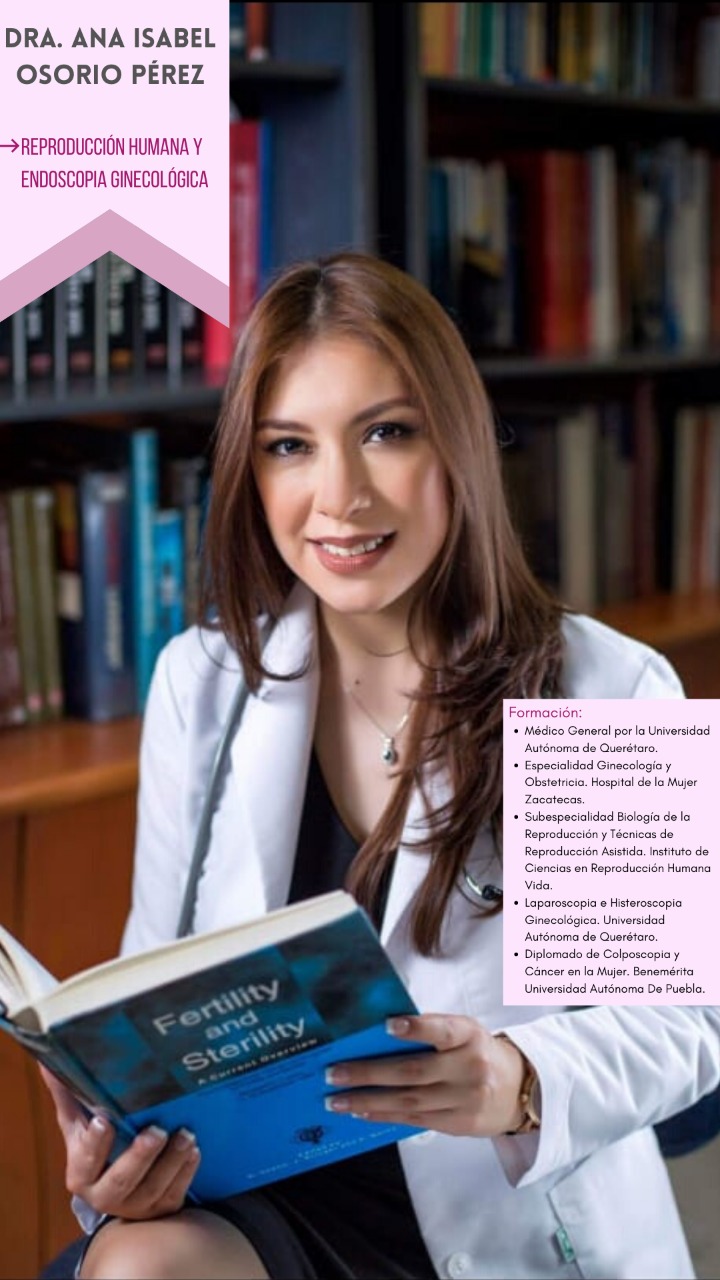 DRA. ANA ISABEL
OSORIO PÉREZ
→REPRODUCCIÓN HUMANA Y
ENDOSCOPIA GINECOLÓGICA
Formación:
• Médico General por la Universidad
Autónoma de Querétaro.
• Especialidad Ginecología y
Obstetricia. Hospital de la Mujer
Zacatecas.
• Subespecialidad Biología de la
Reproducción y Técnicas de
Reproducción Asistida. Instituto de
Ciencias en Reproducción Humana
Vida.
• Laparoscopia e Histeroscopia
Ginecológica. Universidad
Autónoma de Querétaro.
• Diplomado de Colposcopia y
Cáncer en la Mujer. Benemérita
Universidad Autónoma De Puebla.
Fertility
and
Sterility
A Current Overview